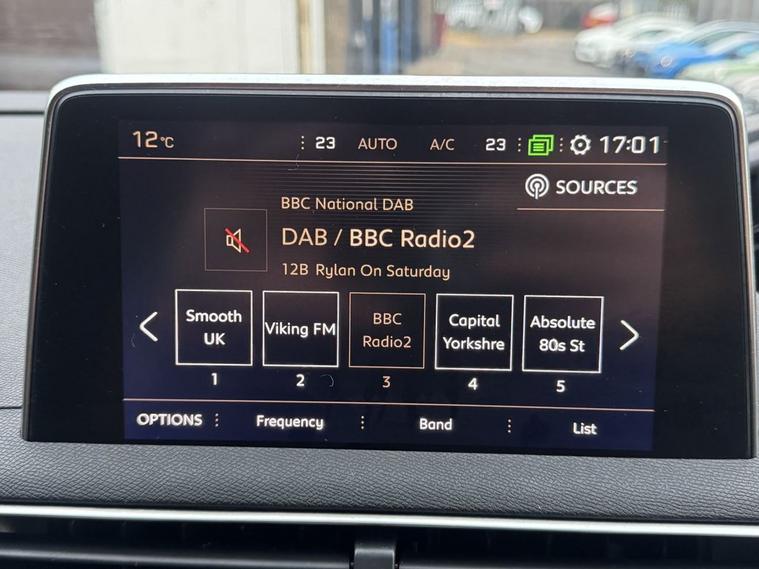 12°C
23 AUTO A/C 23 17:01
SOURCES
BBC National DAB
DAB / BBC Radio2
12B Rylan On Saturday
Smooth UK
Viking FM
BBC Radio2
Capital Yorkshre
Absolute 80s St
1 2 3 4 5
OPTIONS Frequency Band List